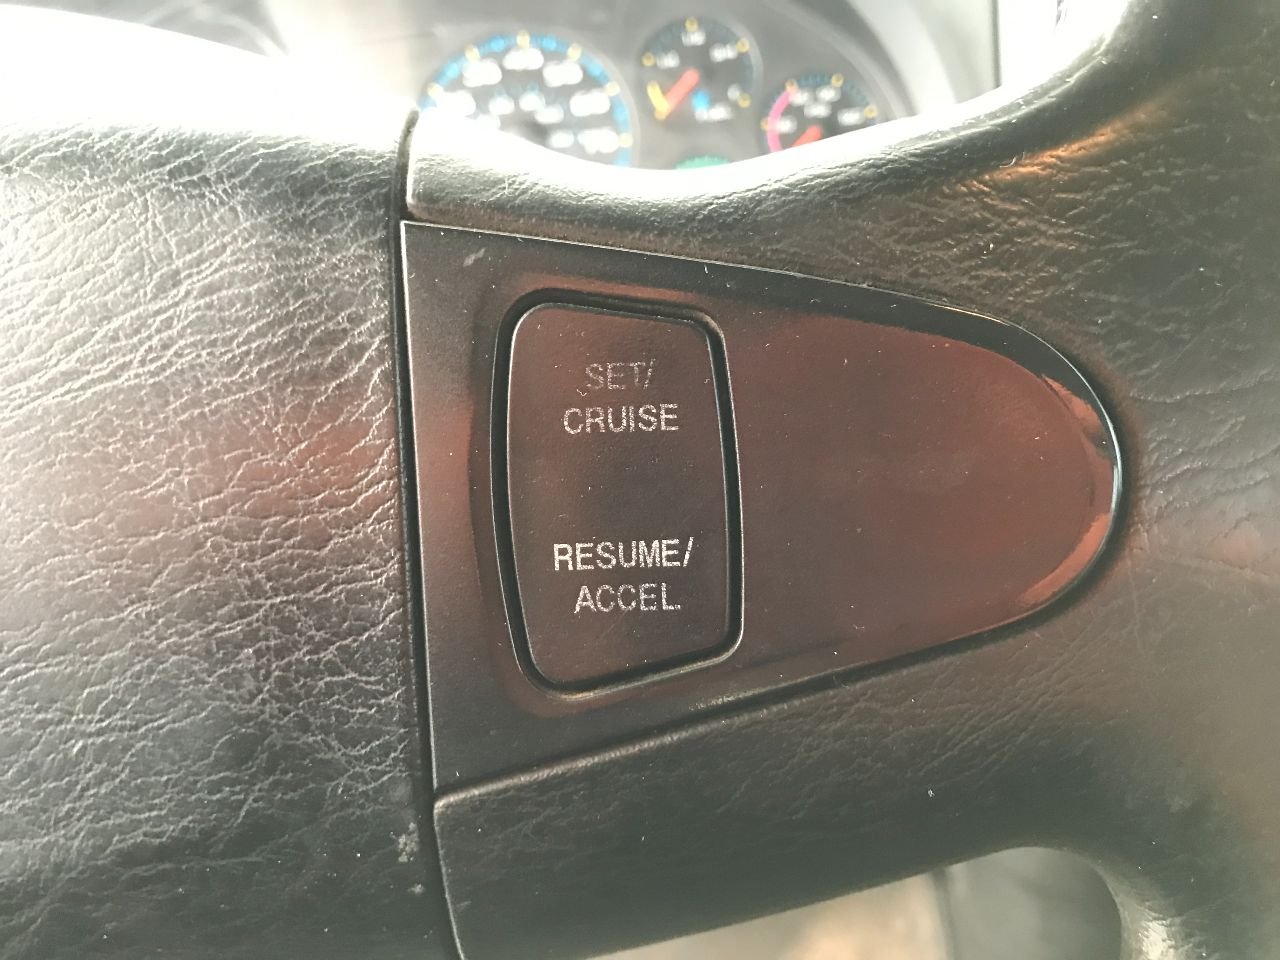 SET/
CRUISE
RESUME/
ACCEL.